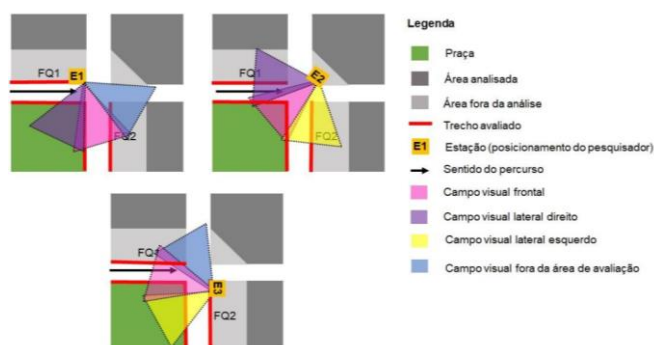 FQ1
E1
FQ2
FQ1
E2
FQ2
FQ1
E3
FQ2
Legenda
Praça
Área analisada
Área fora da análise
Trecho avaliado
E1 Estação (posicionamento do pesquisador)
Sentido do percurso
Campo visual frontal
Campo visual lateral direito
Campo visual lateral esquerdo
Campo visual fora da área de avaliação